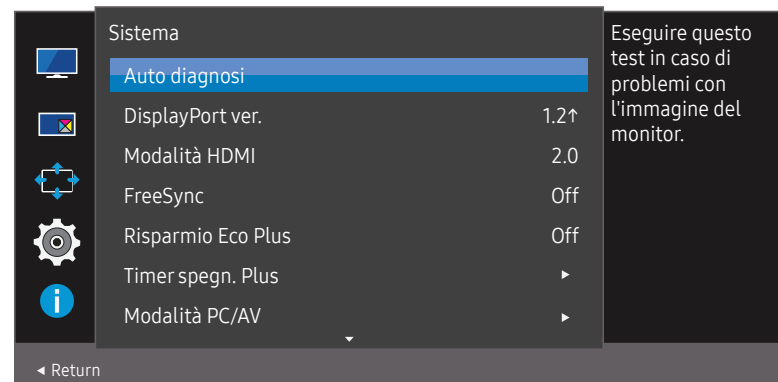 Sistema
Auto diagnosi
DisplayPort ver. 1.2↑
Modalità HDMI 2.0
FreeSync Off
Risparmio Eco Plus Off
Timer spegn. Plus ►
Modalità PC/AV ►
Eseguire questo
test in caso di
problemi con
l'immagine del
monitor.
◄ Return